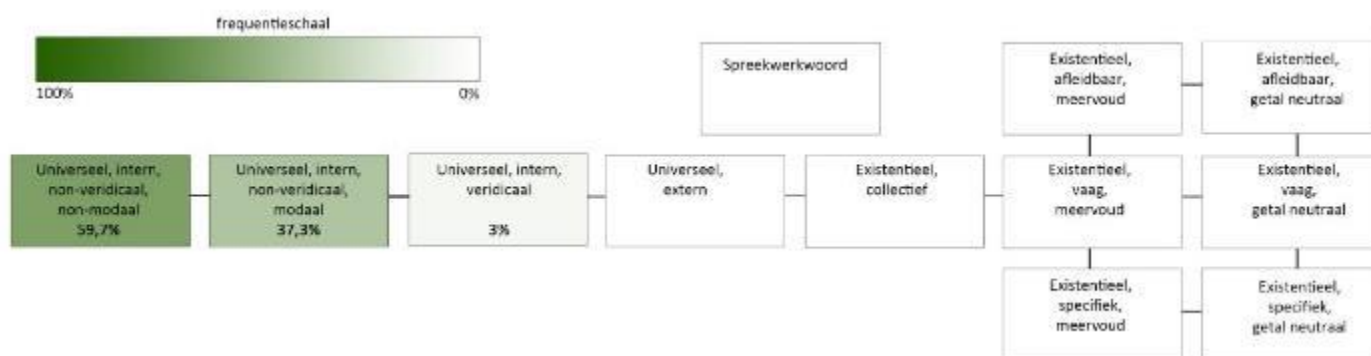 frequentieschaal
100%
0%
Spreekwerkwoord
Existentieel,
afleidbaar,
meervoud
Existentieel,
afleidbaar,
getal neutraal
Universeel, intern,
non-veridicaal,
non-modaal
59,7%
Universeel, intern,
non-veridicaal,
modaal
37,3%
Universeel, intern,
veridicaal
3%
Universeel,
extern
Existentieel,
collectief
Existentieel,
vaag,
meervoud
Existentieel,
vaag,
getal neutraal
Existentieel,
specifiek,
meervoud
Existentieel,
specifiek,
getal neutraal